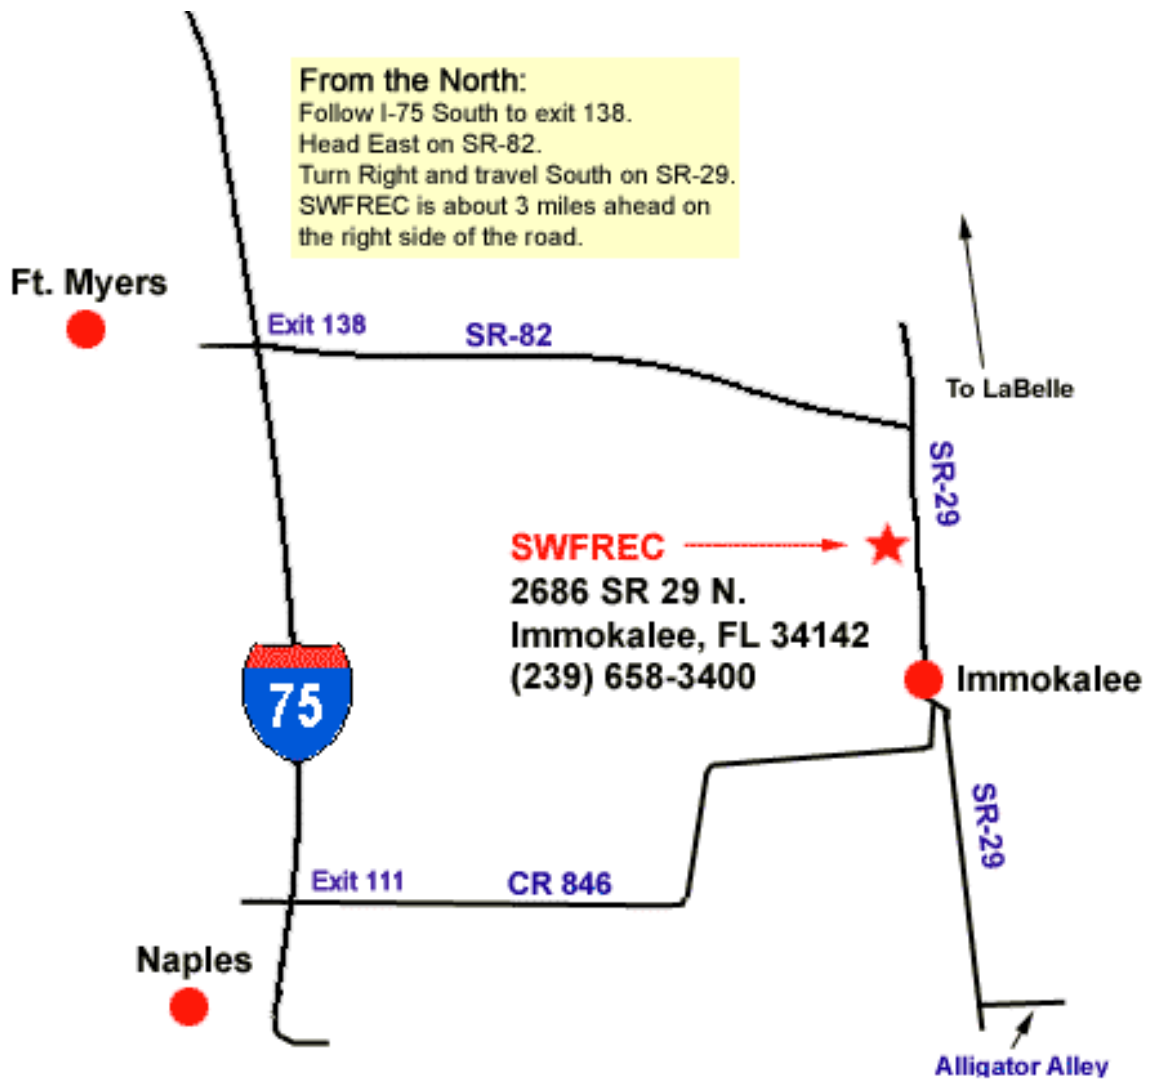 From the North:
Follow I-75 South to exit 138.
Head East on SR-82.
Turn Right and travel South on SR-29.
SWFREC is about 3 miles ahead on
the right side of the road.
Ft. Myers
Exit 138
SR-82
To LaBelle
SR-29
SWFREC
2686 SR 29 N.
Immokalee, FL 34142
(239) 658-3400
Immokalee
75
SR-29
Exit 111
CR 846
Naples
Alligator Alley